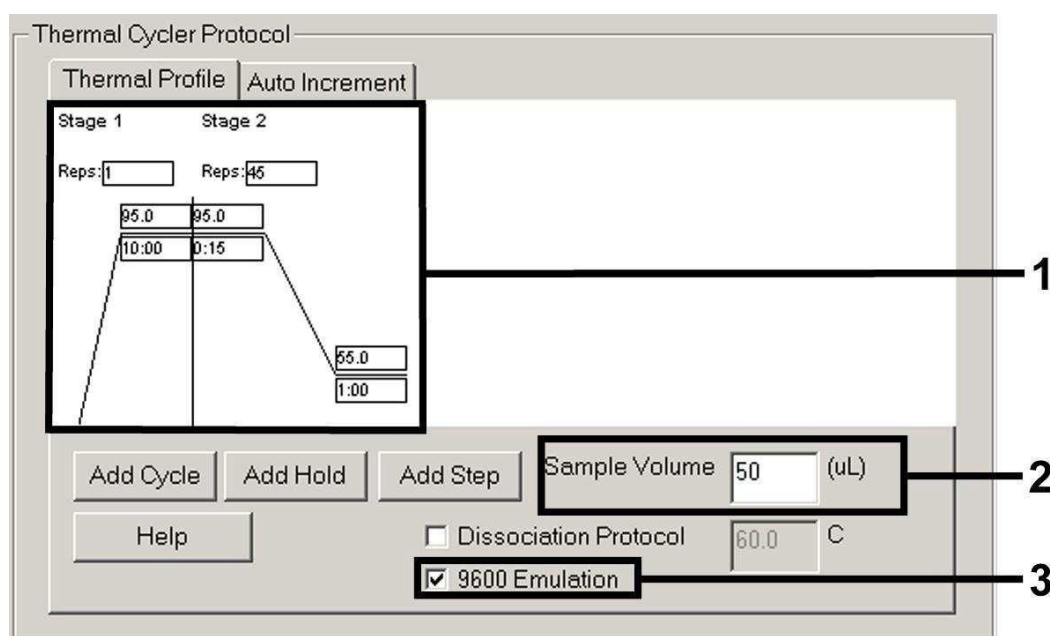 Thermal Cycler Protocol
Thermal Profile Auto Increment
Stage 1 Stage 2
Reps: 1 Reps: 45
95.0 95.0
10:00 0:15
1
55.0
1:00
Add Cycle Add Hold Add Step Sample Volume 50 (uL) 2
Help Dissociation Protocol 60.0 C
9600 Emulation 3